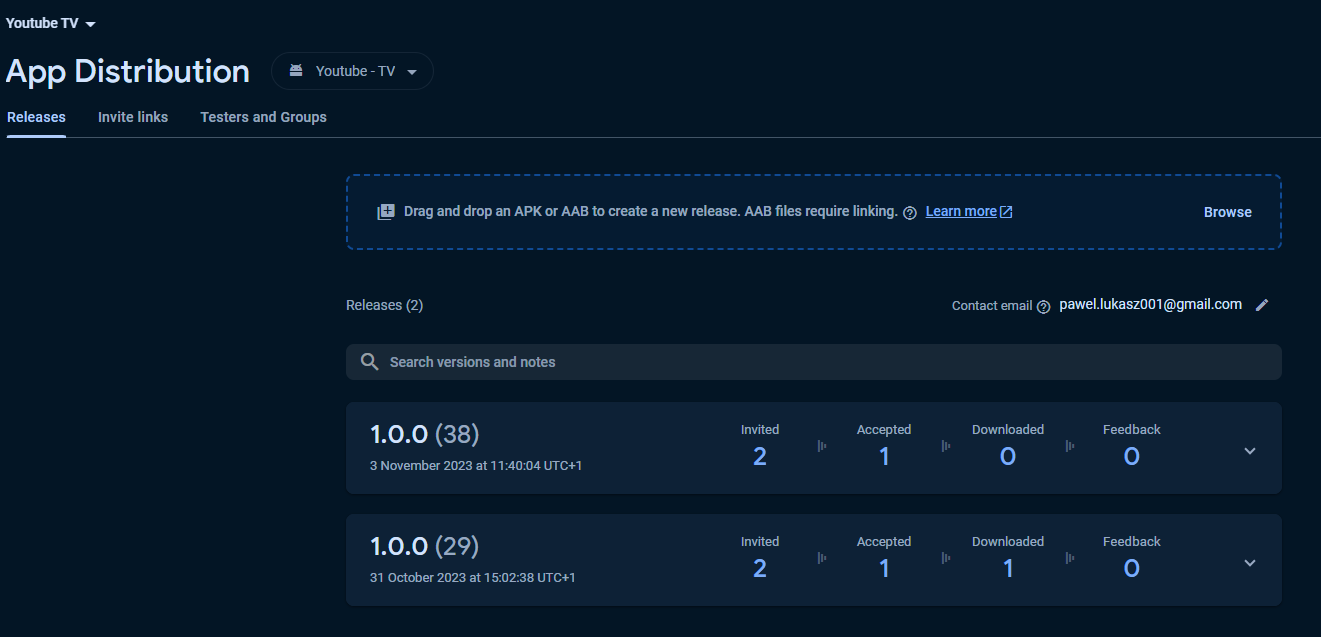 Youtube TV
App Distribution
Youtube - TV
Releases Invite links Testers and Groups
Drag and drop an APK or AAB to create a new release. AAB files require linking. Learn more Browse
Releases (2)
Contact email pawel.lukasz001@gmail.com
Search versions and notes
1.0.0 (38)
3 November 2023 at 11:40:04 UTC+1
Invited Accepted Downloaded Feedback
2 1 0 0
1.0.0 (29)
31 October 2023 at 15:02:38 UTC+1
Invited Accepted Downloaded Feedback
2 1 1 0